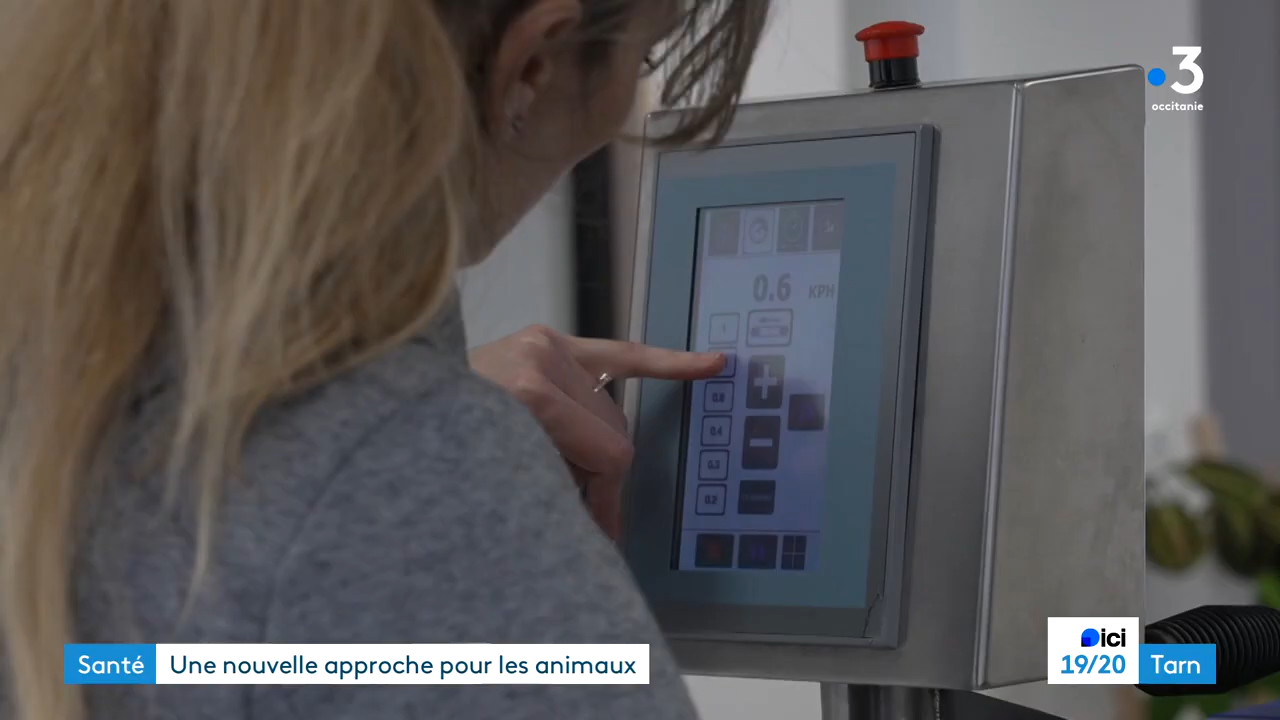 3
occitanie
0.6 KPH
1
0.8
0.4
0.3
0.2
ici
19/20 Tarn
Santé Une nouvelle approche pour les animaux